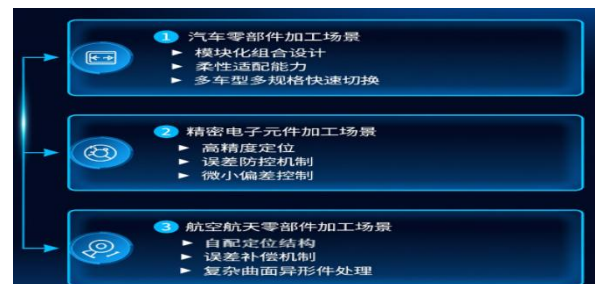 1 汽车零部件加工场景
► 模块化组合设计
► 柔性适配能力
► 多车型多规格快速切换
2 精密电子元件加工场景
► 高精度定位
► 误差防控机制
► 微小偏差控制
3 航空航天零部件加工场景
► 自配定位结构
► 误差补偿机制
► 复杂曲面异形件处理